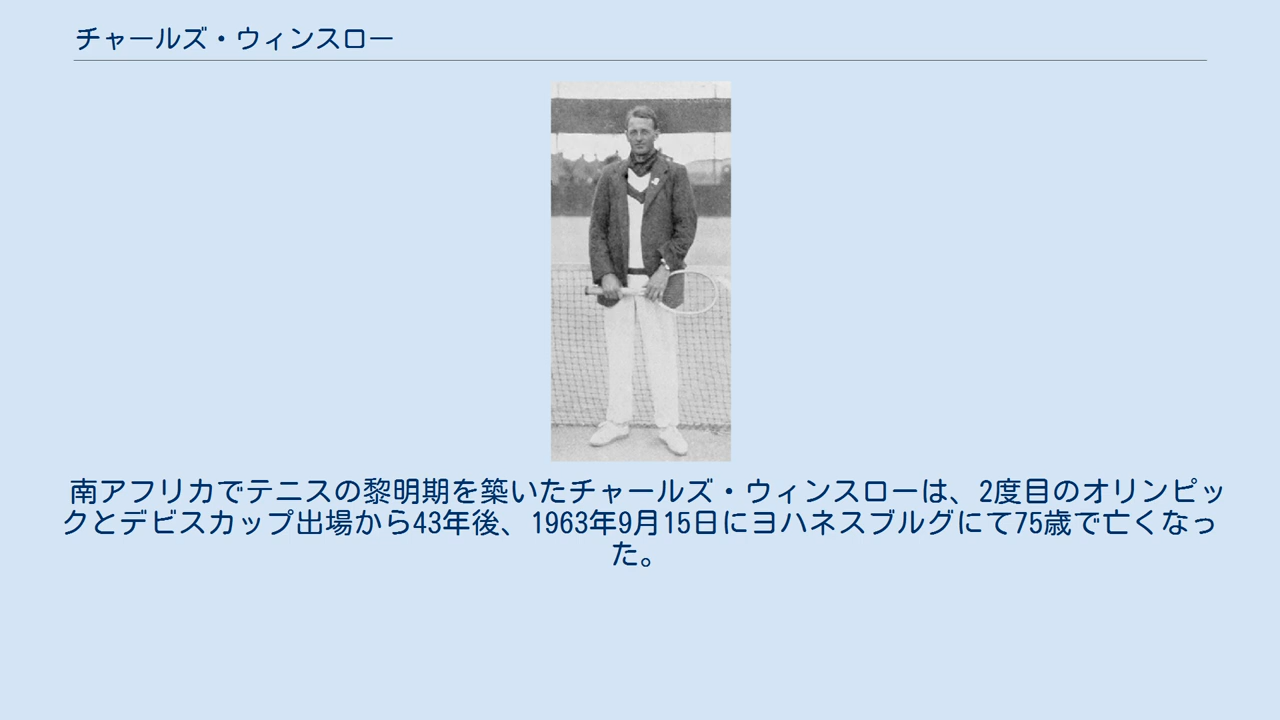 チャールズ・ウィンスロー
南アフリカでテニスの黎明期を築いたチャールズ・ウィンスローは、2度目のオリンピッ
クとデビスカップ出場から43年後、1963年9月15日にヨハネスブルグにて75歳で亡くなっ
た。